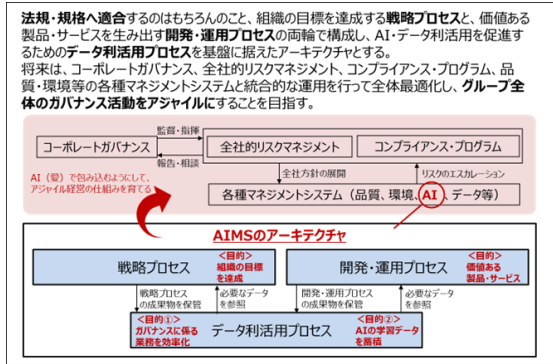 法規・規格へ適合するのはもちろんのこと、組織の目標を達成する戦略プロセスと、価値ある
製品・サービスを生み出す開発・運用プロセスの両輪で構成し、AI・データ利活用を促進す
るためのデータ利活用プロセスを基盤に据えたアーキテクチャとする。
将来は、コーポレートガバナンス、全社的リスクマネジメント、コンプライアンス・プログラム、品
質・環境等の各種マネジメントシステムと統合的な運用を行って全体最適化し、グループ全
体のガバナンス活動をアジャイルにすることを目指す。
監督・指揮
コーポレートガバナンス
全社的リスクマネジメント
コンプライアンス・プログラム
報告・相談
AI（愛）で包み込むようにして、
アジャイル経営の仕組みを育てる
全社方針の展開
リスクのエスカレーション
各種マネジメントシステム（品質、環境、AI、データ等）
AIMSのアーキテクチャ
戦略プロセス
<目的>
組織の目標
を達成
開発・運用プロセス
<目的>
価値ある
製品・サービス
戦略プロセス
の成果物を保管
必要なデータ
を参照
開発・運用プロセス
の成果物を保管
必要なデータ
を参照
<目的①>
ガバナンスに係る
業務を効率化
データ利活用プロセス
<目的②>
AIの学習データ
を蓄積